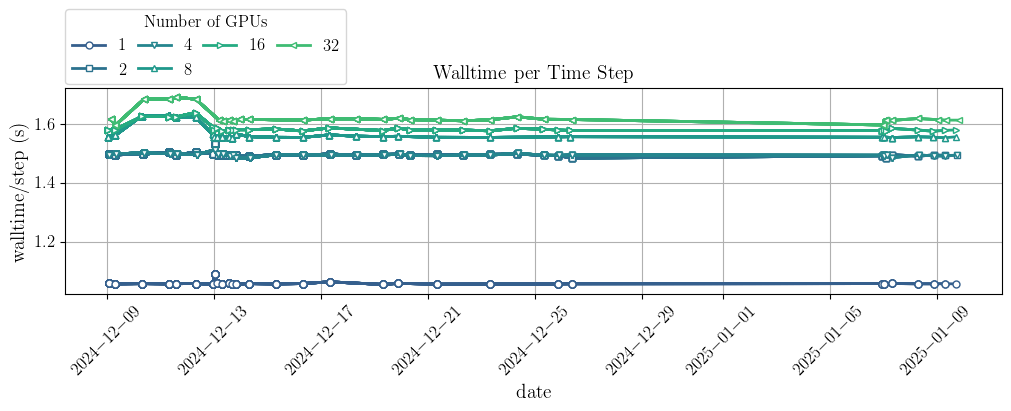 Number of GPUs
1 4 16 32
2 8
Walltime per Time Step
walltime/step (s)
1.6
1.4
1.2
2024−12−09 2024−12−13 2024−12−17 2024−12−21 2024−12−25 2024−12−29 2025−01−01 2025−01−05 2025−01−09
date